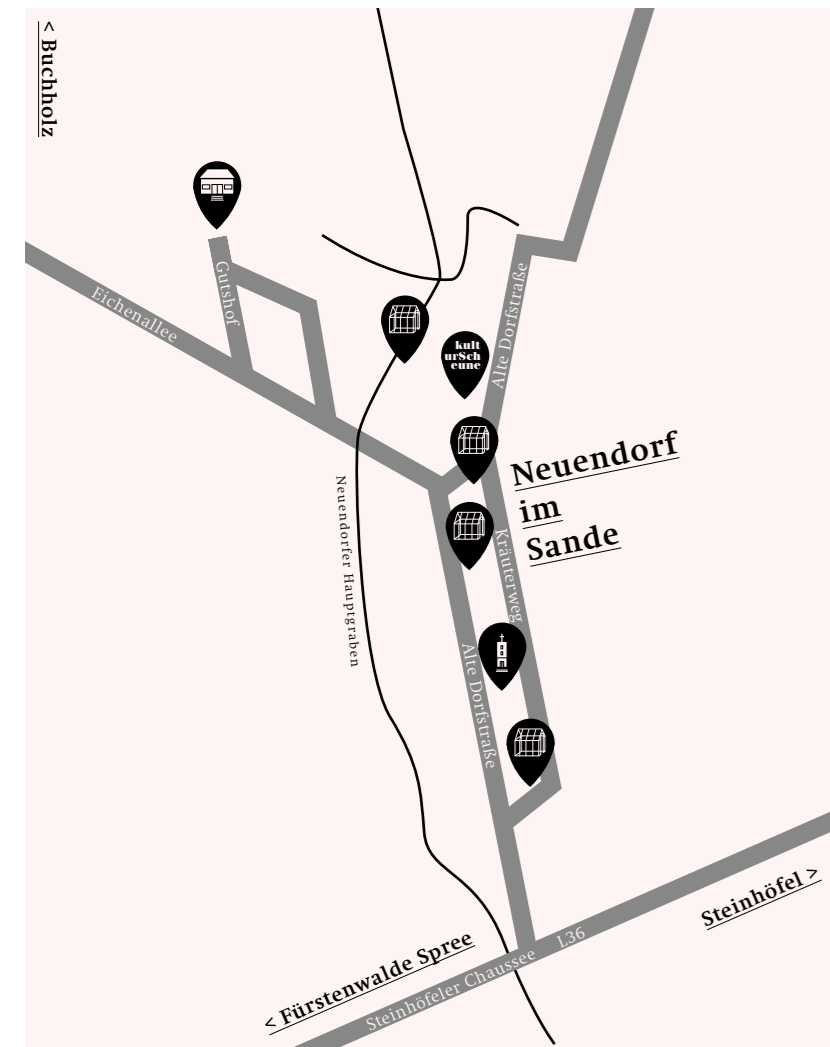 < Buchholz
Gutshof
Eichenallee
Alte Dorfstraße
kult
urSch
eune
Neuendorf
im
Sande
Neuendorfer Hauptgraben
Kräuterweg
Alte Dorfstraße
Steinhöfel >
< Fürstenwalde Spree
Steinhöfeler Chaussee
L36